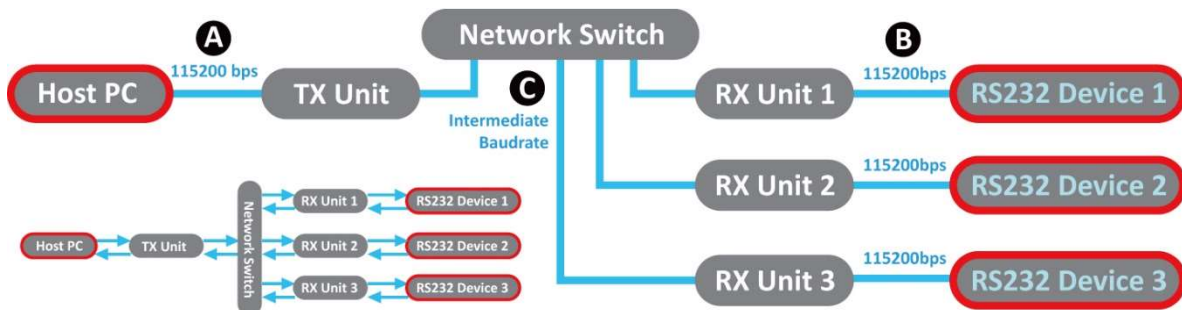 Network Switch
A
115200 bps
Host PC
TX Unit
C
Intermediate
Baudrate
B
RX Unit 1
115200bps
RS232 Device 1
RX Unit 2
115200bps
RS232 Device 2
RX Unit 3
115200bps
RS232 Device 3
Host PC
TX Unit
Network Switch
RX Unit 1
RS232 Device 1
RX Unit 2
RS232 Device 2
RX Unit 3
RS232 Device 3